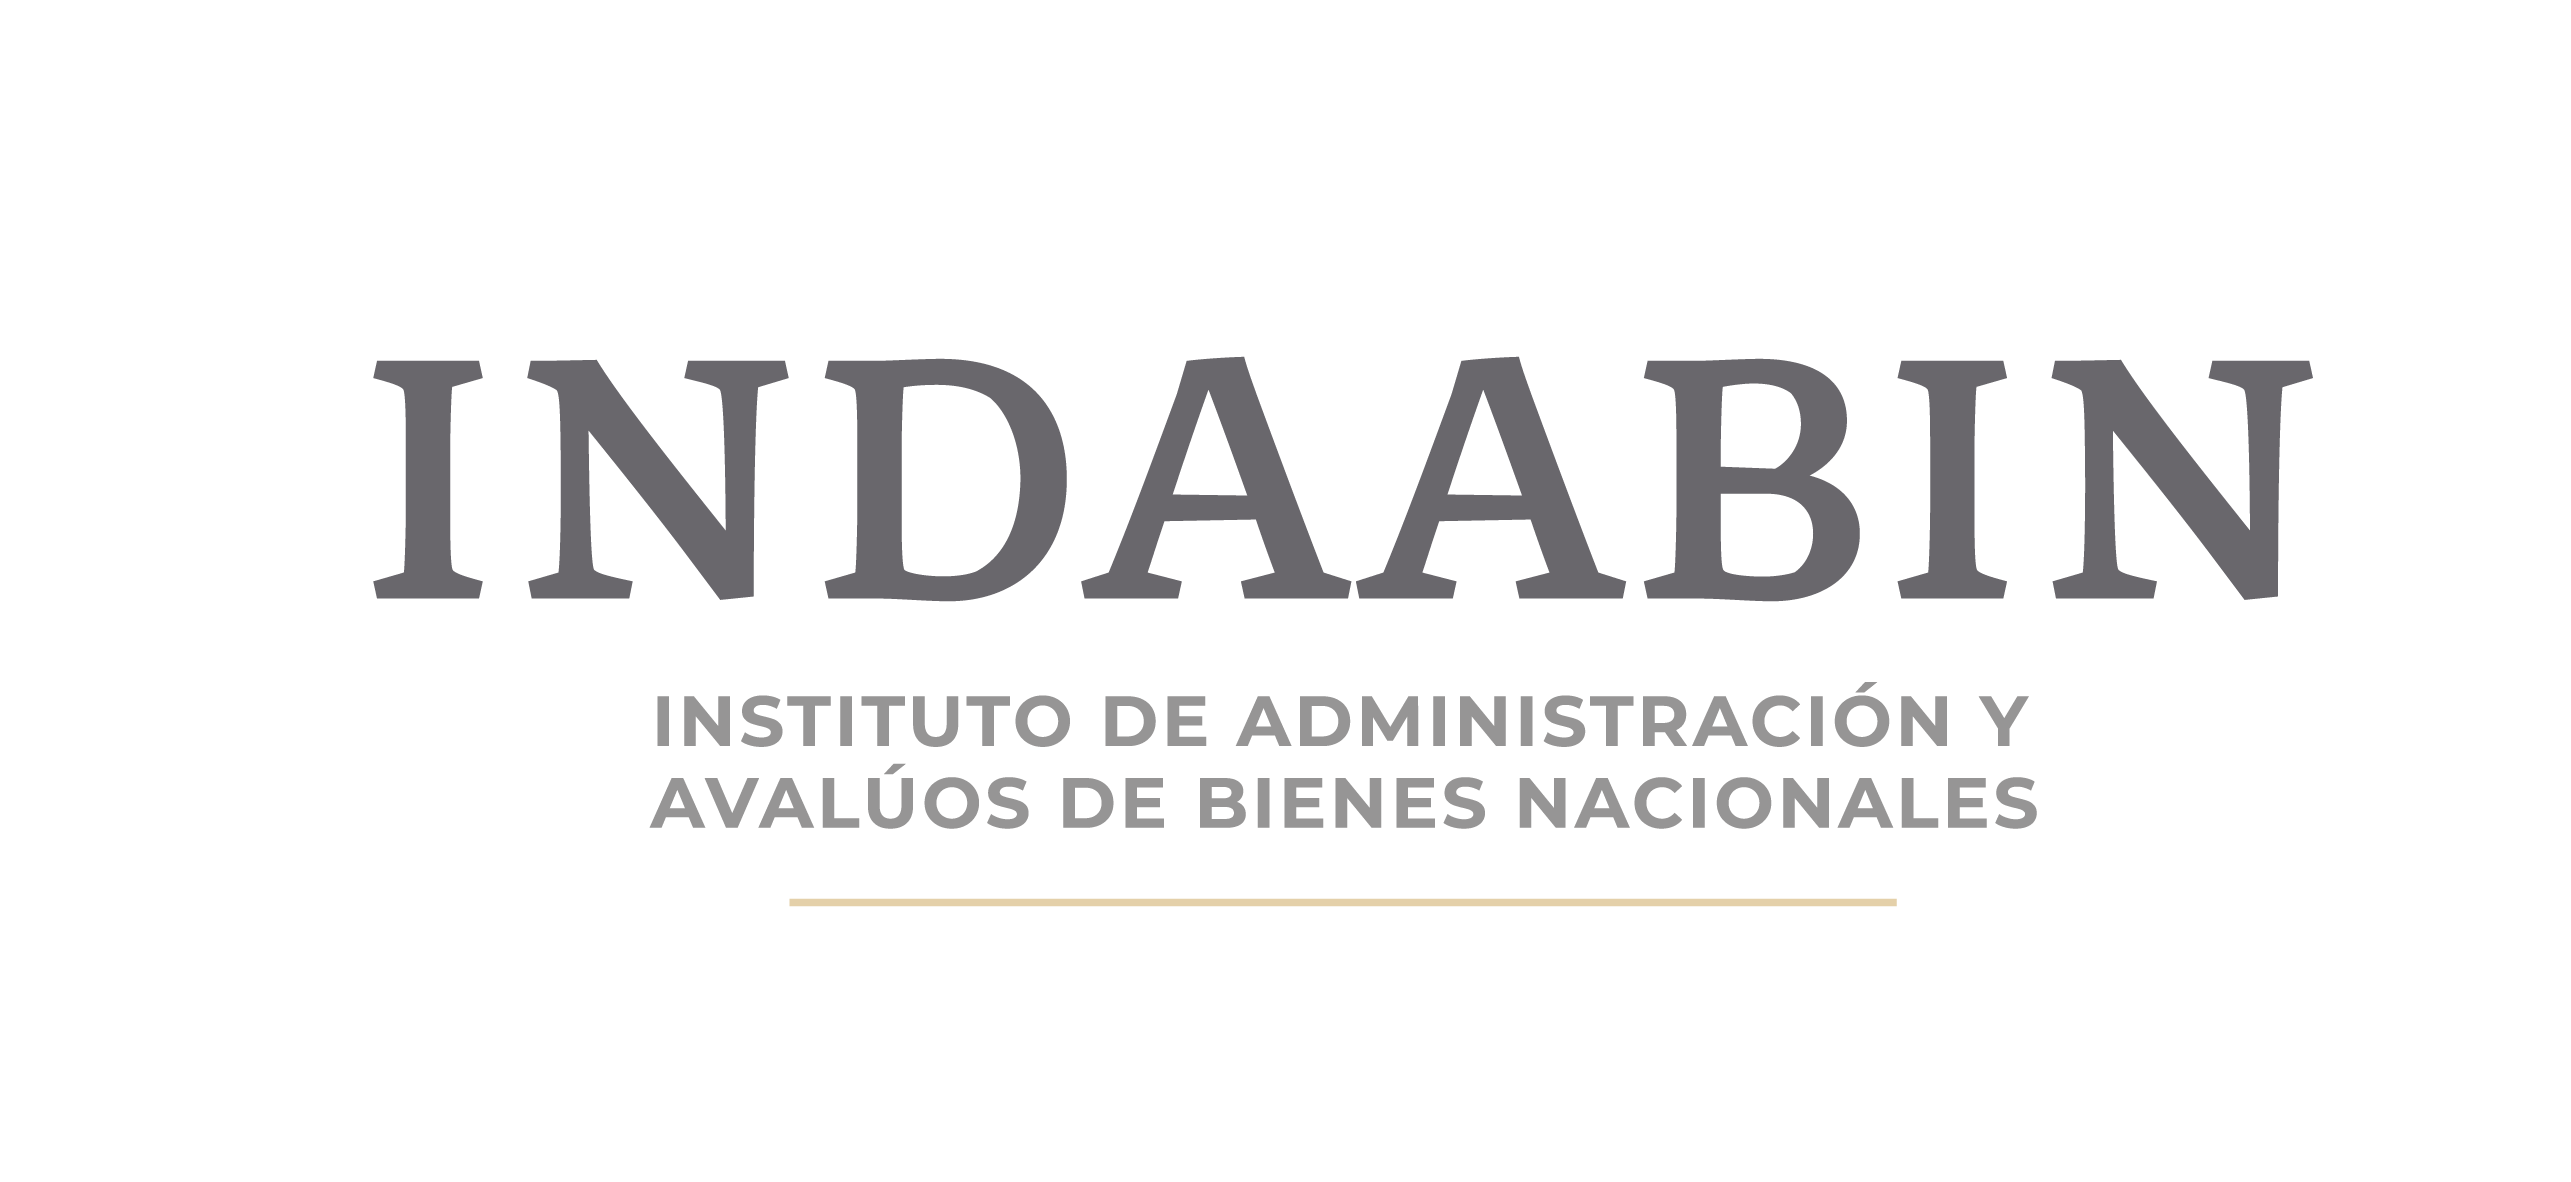 INDAABIN
INSTITUTO DE ADMINISTRACIÓN Y
AVALÚOS DE BIENES NACIONALES